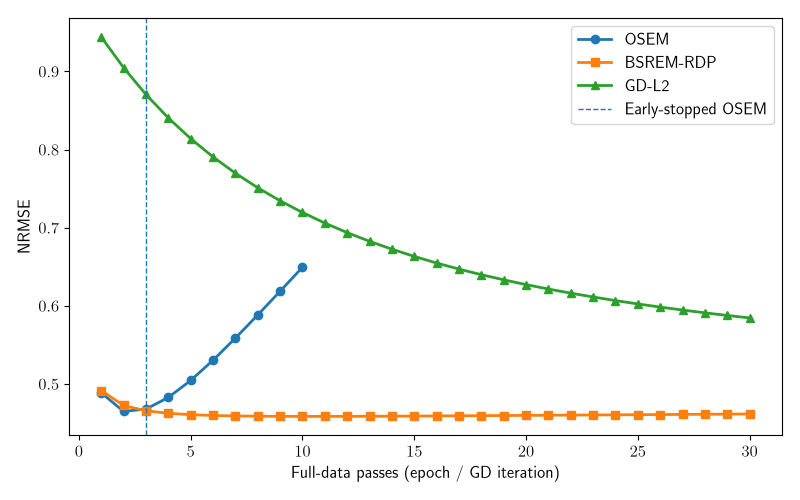 OSEM
BSREM-RDP
GD-L2
Early-stopped OSEM
NRMSE
0.9
0.8
0.7
0.6
0.5
0 5 10 15 20 25 30
Full-data passes (epoch / GD iteration)